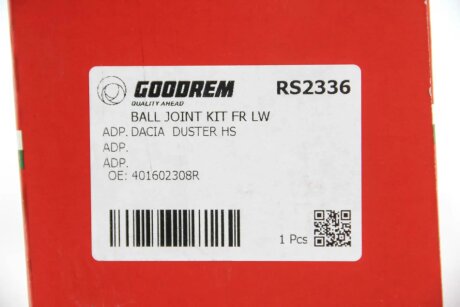 GOODREM RS2336
QUALITY AHEAD
BALL JOINT KIT FR LW
ADP. DACIA DUSTER HS
ADP.
ADP.
OE: 401602308R
1 Pcs